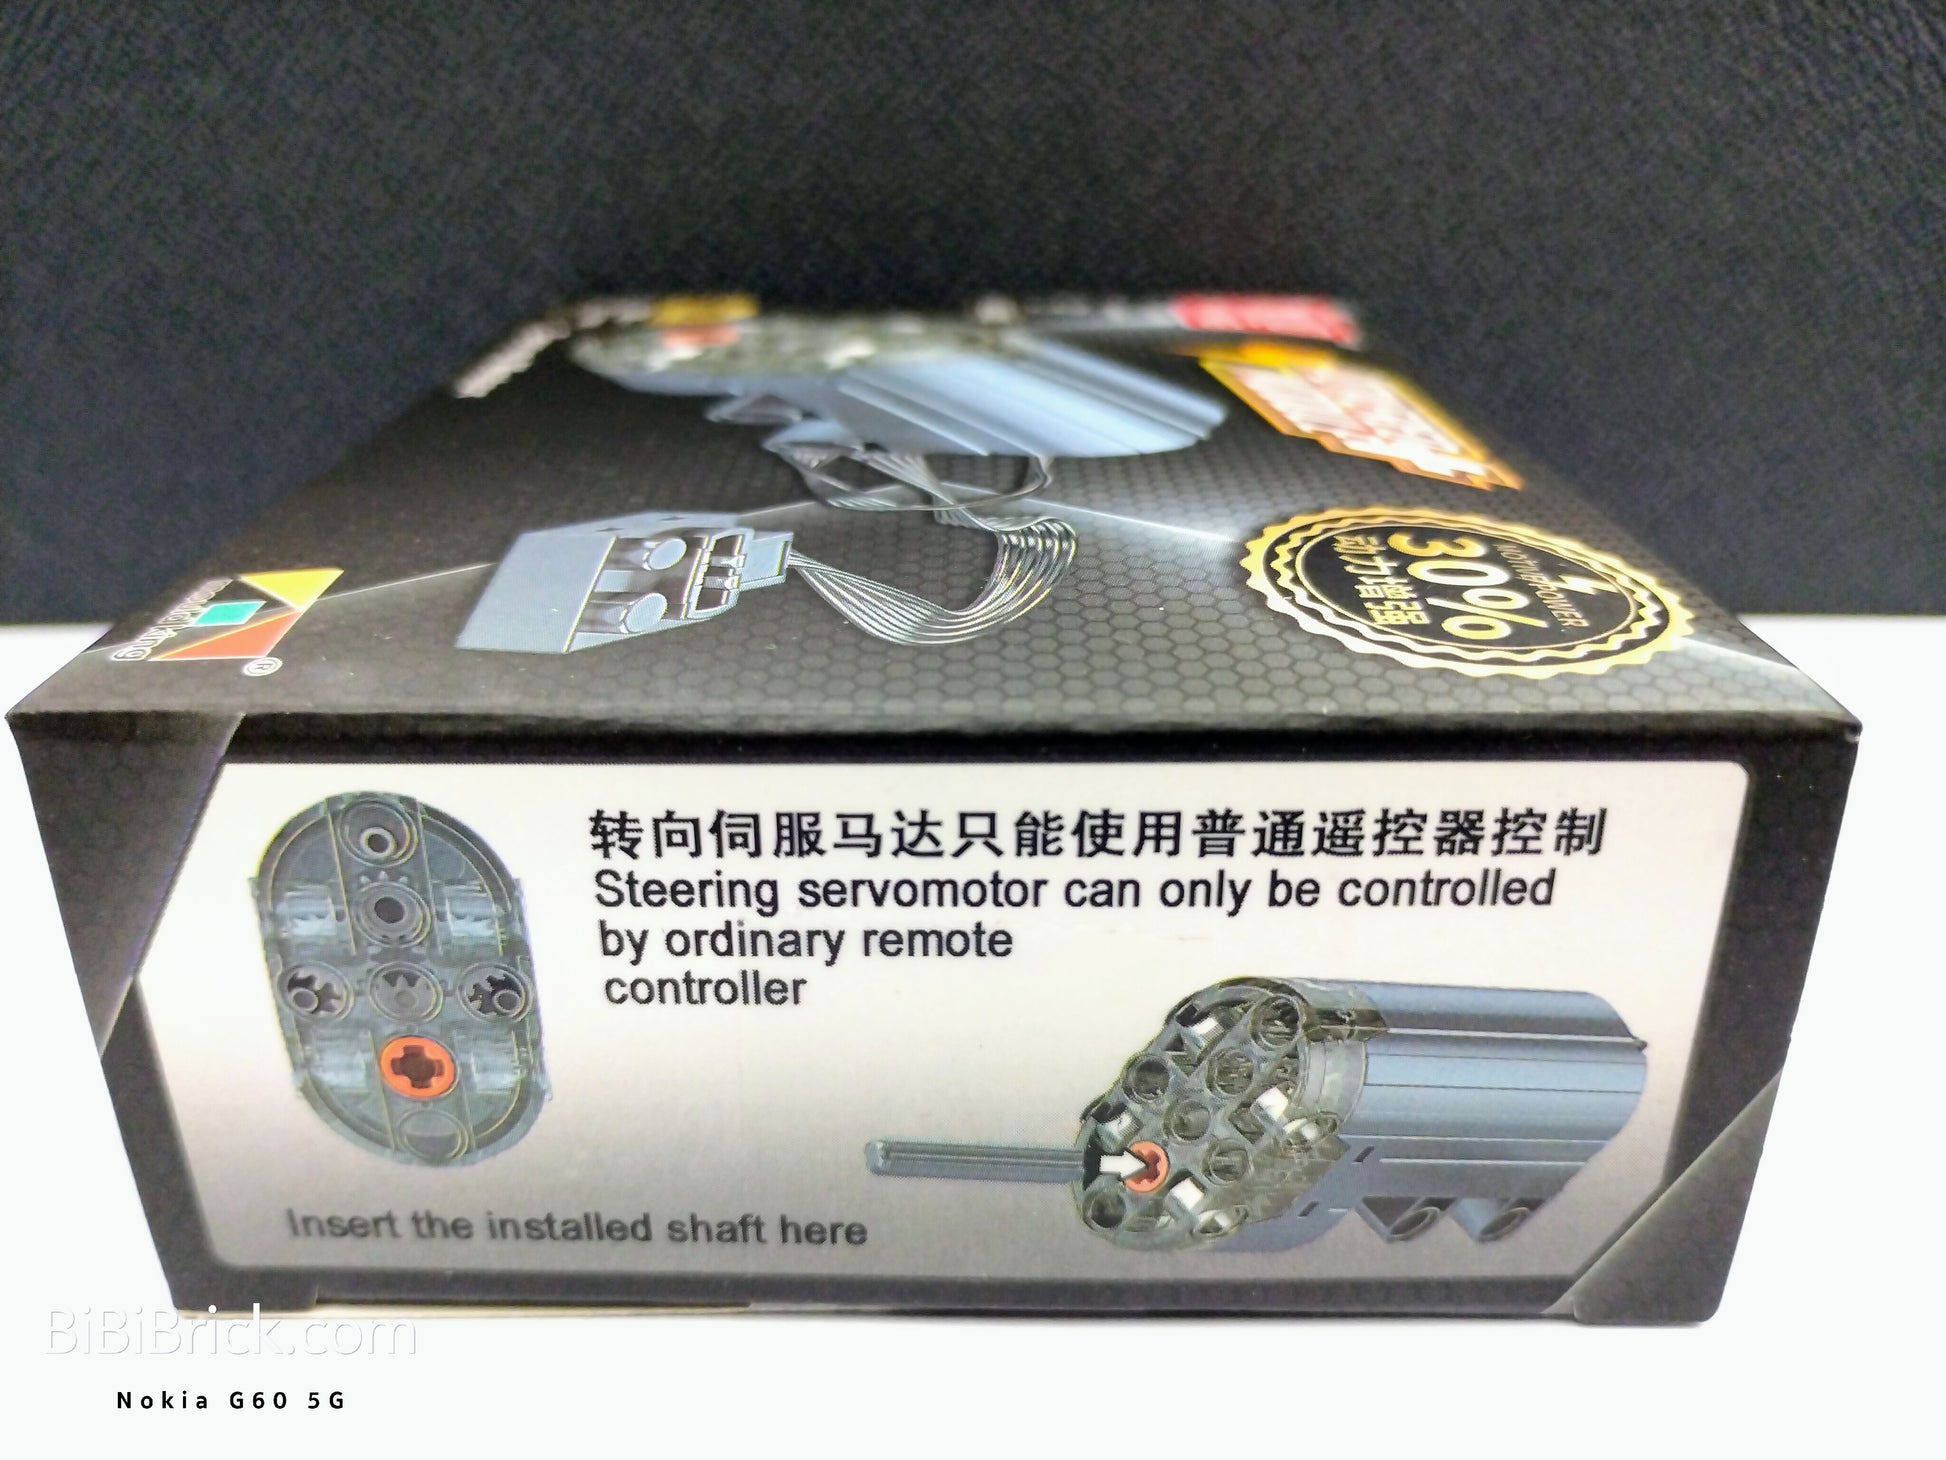 mould king
®
30%
动力增强
转向伺服马达只能使用普通遥控器控制
Steering servomotor can only be controlled
by ordinary remote
controller
Insert the installed shaft here
BiBiBrick.com
Nokia G60 5G